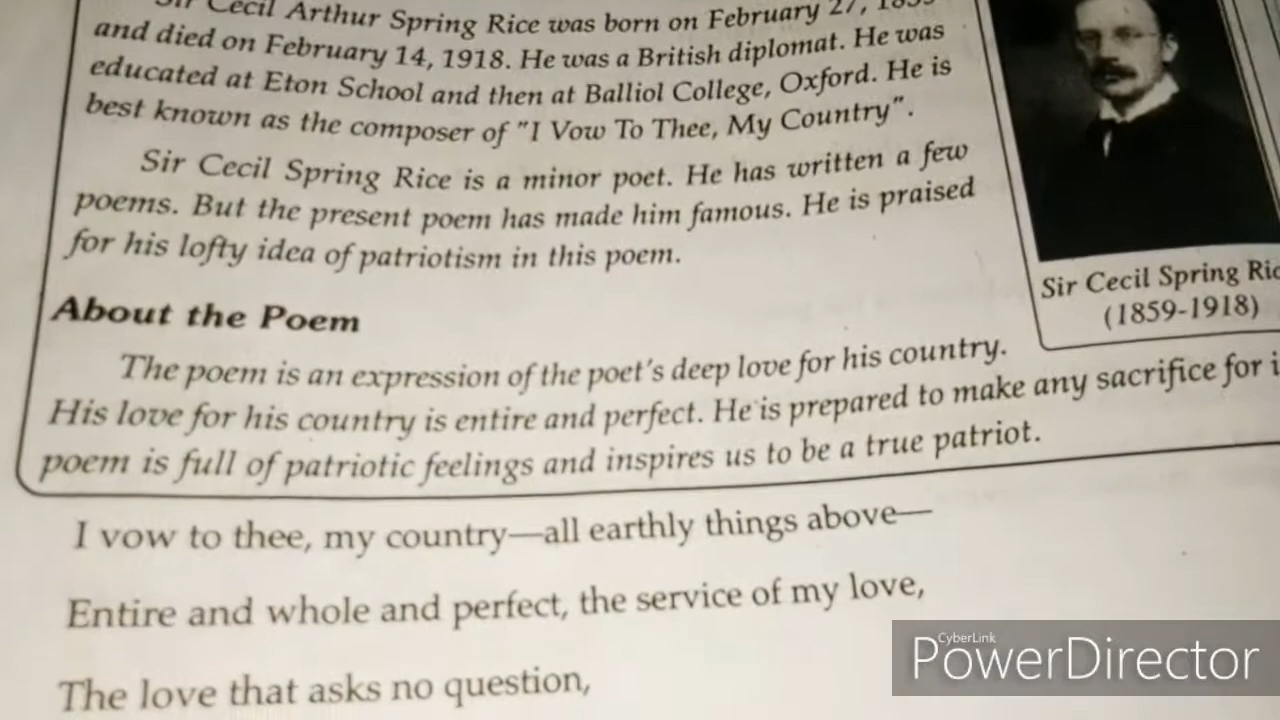 Sir Cecil Arthur Spring Rice was born on February 27, 1859
and died on February 14, 1918. He was a British diplomat. He was
educated at Eton School and then at Balliol College, Oxford. He is
best known as the composer of "I Vow To Thee, My Country".
Sir Cecil Spring Rice is a minor poet. He has written a few
poems. But the present poem has made him famous. He is praised
for his lofty idea of patriotism in this poem.
Sir Cecil Spring Ric
(1859-1918)
About the Poem
The poem is an expression of the poet's deep love for his country.
His love for his country is entire and perfect. He is prepared to make any sacrifice for i
poem is full of patriotic feelings and inspires us to be a true patriot.
I vow to thee, my country—all earthly things above—
Entire and whole and perfect, the service of my love,
The love that asks no question,
CyberLink
PowerDirector